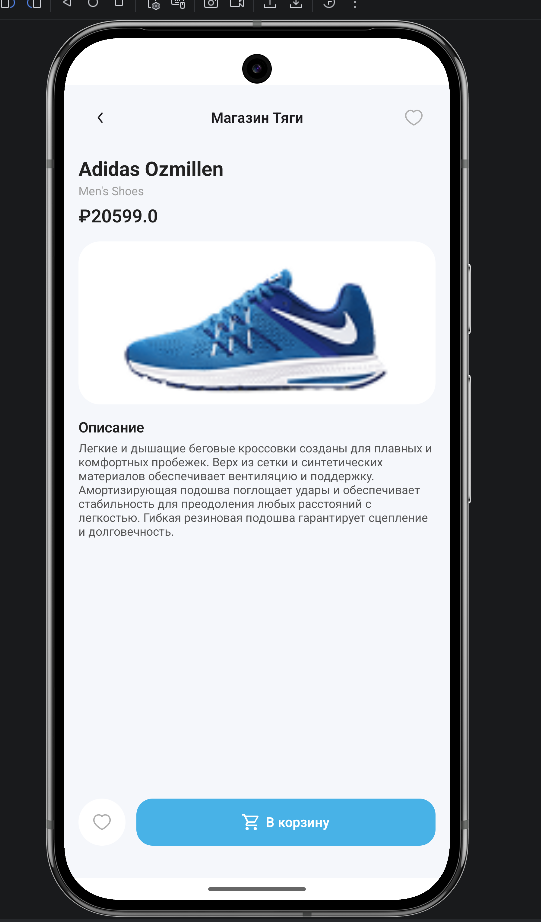 Магазин Тяги
Adidas Ozmillen
Men's Shoes
₽20599.0
Описание
Легкие и дышащие беговые кроссовки созданы для плавных и
комфортных пробежек. Верх из сетки и синтетических
материалов обеспечивает вентиляцию и поддержку.
Амортизирующая подошва поглощает удары и обеспечивает
стабильность для преодоления любых расстояний с
легкостью. Гибкая резиновая подошва гарантирует сцепление
и долговечность.
В корзину